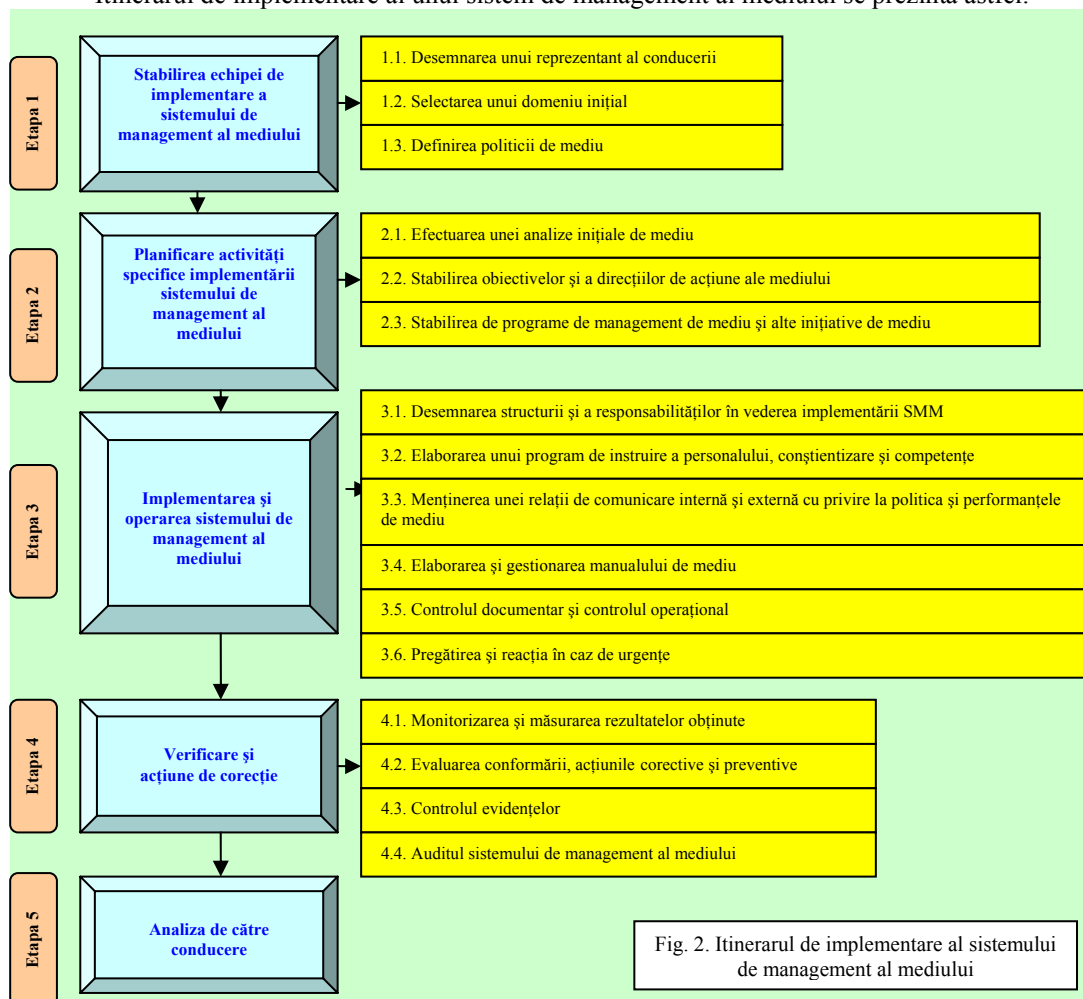 Itinerarul de implementare al unui sistem de management al mediului se prezintă astfel:
Etapa 1
Stabilirea echipei de
implementare a
sistemului de
management al mediului
1.1. Desemnarea unui reprezentant al conducerii
1.2. Selectarea unui domeniu iniţial
1.3. Definirea politicii de mediu
Etapa 2
Planificare activităţi
specifice implementării
sistemului de
management al
mediului
2.1. Efectuarea unei analize iniţiale de mediu
2.2. Stabilirea obiectivelor şi a direcţiilor de acţiune ale mediului
2.3. Stabilirea de programe de management de mediu şi alte iniţiative de mediu
Etapa 3
Implementarea şi
operarea sistemului de
management al
mediului
3.1. Desemnarea structurii şi a responsabilităţilor în vederea implementării SMM
3.2. Elaborarea unui program de instruire a personalului, conştientizare şi competenţe
3.3. Menţinerea unei relaţii de comunicare internă şi externă cu privire la politica şi performanţele
de mediu
3.4. Elaborarea şi gestionarea manualului de mediu
3.5. Controlul documentar şi controlul operaţional
3.6. Pregătirea şi reacţia în caz de urgenţe
Etapa 4
Verificare şi
acţiune de corecţie
4.1. Monitorizarea şi măsurarea rezultatelor obţinute
4.2. Evaluarea conformării, acţiunile corective şi preventive
4.3. Controlul evidenţelor
4.4. Auditul sistemului de management al mediului
Etapa 5
Analiza de către
conducere
Fig. 2. Itinerarul de implementare al sistemului
de management al mediului